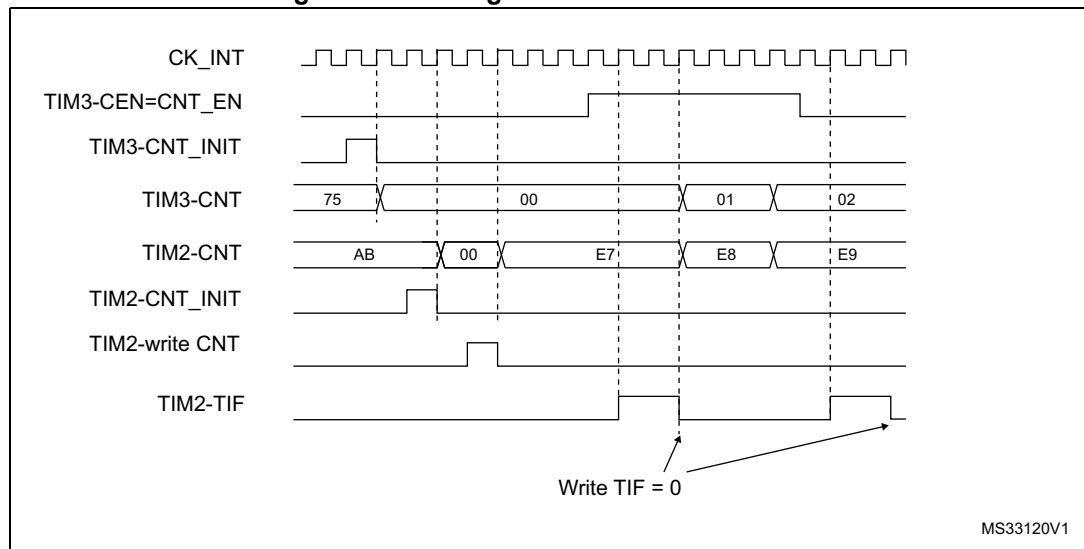 CK_INT
TIM3-CEN=CNT_EN
TIM3-CNT_INIT
TIM3-CNT 75 00 01 02
TIM2-CNT AB 00 E7 E8 E9
TIM2-CNT_INIT
TIM2-write CNT
TIM2-TIF
Write TIF = 0
MS33120V1